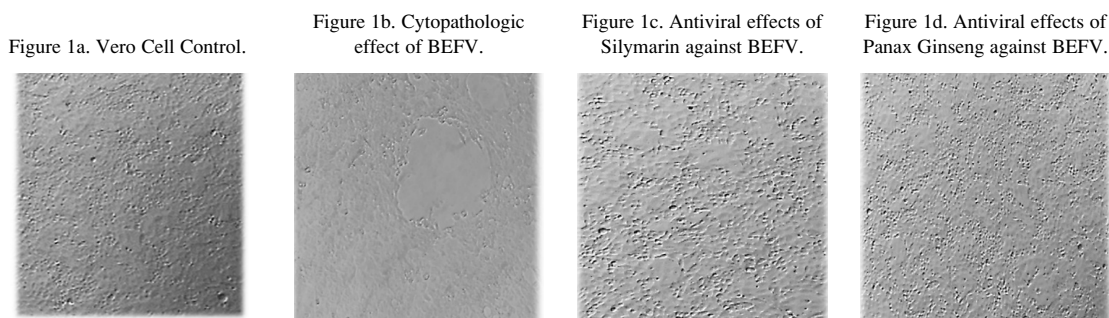 Figure 1a. Vero Cell Control.
Figure 1b. Cytopathologic
effect of BEFV.
Figure 1c. Antiviral effects of
Silymarin against BEFV.
Figure 1d. Antiviral effects of
Panax Ginseng against BEFV.